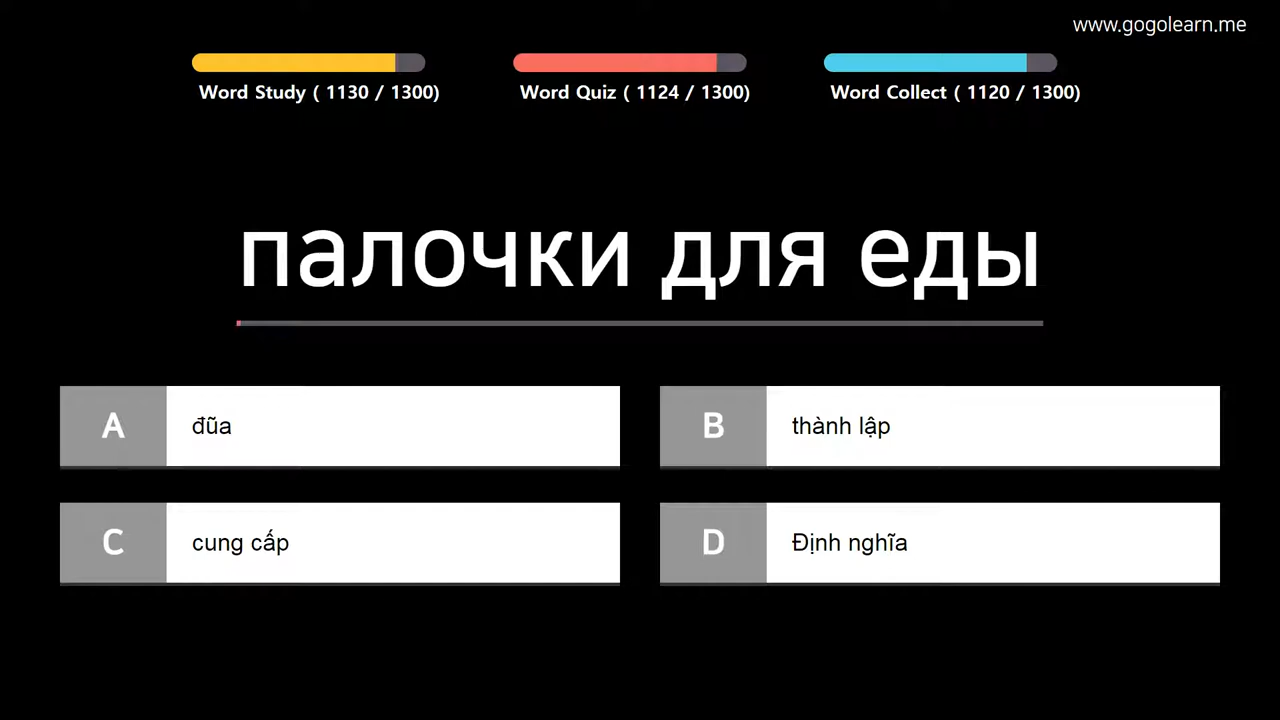 www.gogolearn.me
Word Study ( 1130 / 1300)
Word Quiz ( 1124 / 1300)
Word Collect ( 1120 / 1300)
палочки для еды
A đũa
B thành lập
C cung cấp
D Định nghĩa